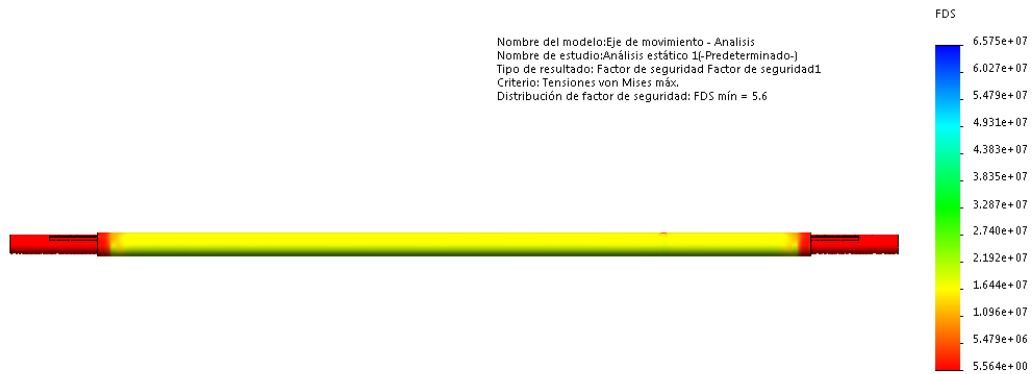 FDS
Nombre del modelo:Eje de movimiento - Analisis
Nombre de estudio:Análisis estático 1(-Predeterminado-)
Tipo de resultado: Factor de seguridad Factor de seguridad1
Criterio: Tensiones von Mises máx.
Distribución de factor de seguridad: FDS mín = 5.6
6.575e+07
6.027e+07
5.479e+07
4.931e+07
4.383e+07
3.835e+07
3.287e+07
2.740e+07
2.192e+07
1.644e+07
1.096e+07
5.479e+06
5.564e+00